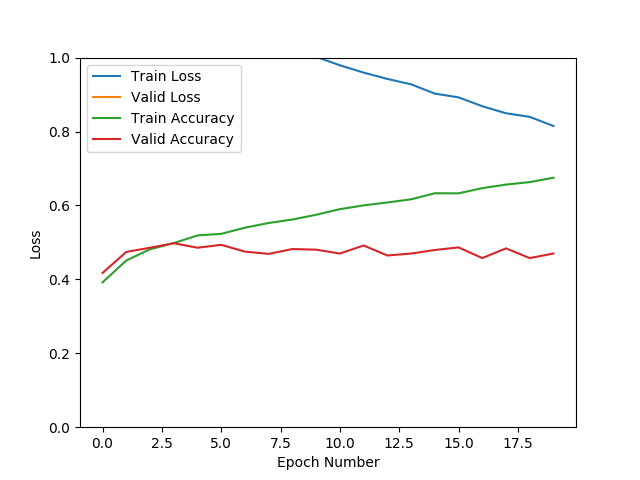 1.0
0.8
0.6
0.4
0.2
0.0
Loss
Train Loss
Valid Loss
Train Accuracy
Valid Accuracy
0.0 2.5 5.0 7.5 10.0 12.5 15.0 17.5
Epoch Number